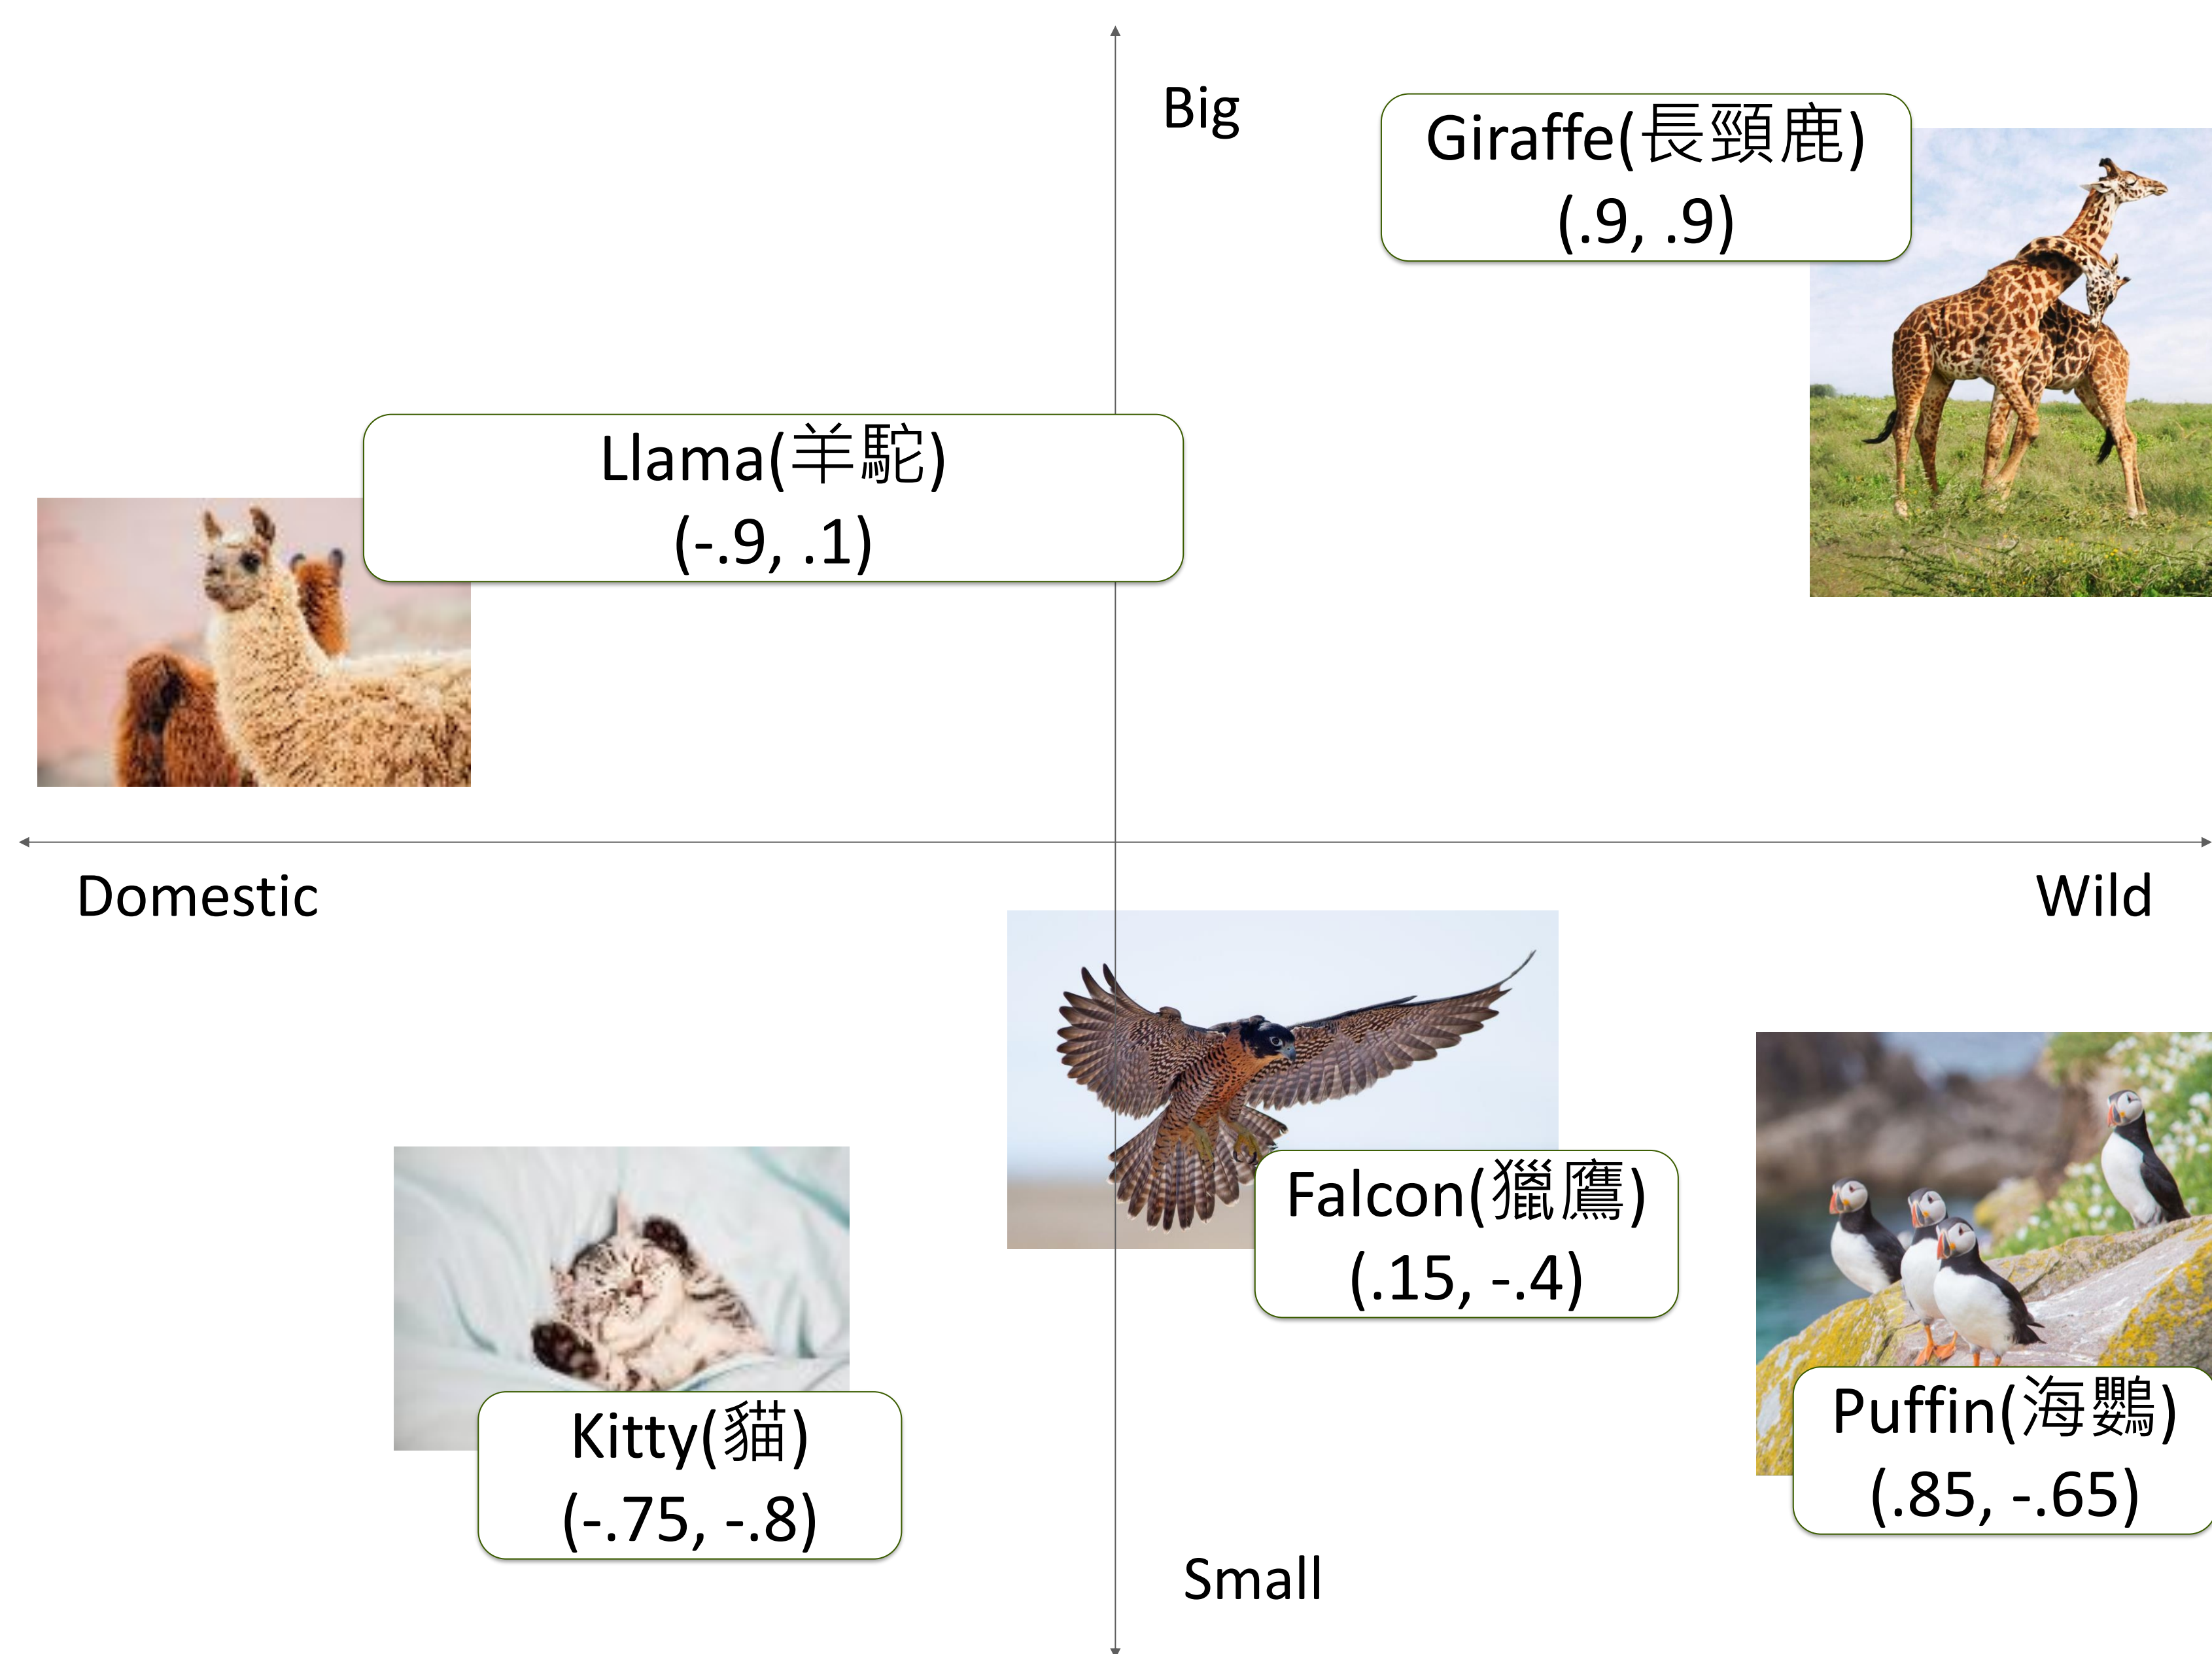 Big
Giraffe(長頸鹿)
(.9, .9)
Llama(羊駝)
(-.9, .1)
Domestic
Wild
Falcon(獵鷹)
(.15, -.4)
Puffin(海鸚)
(.85, -.65)
Kitty(貓)
(-.75, -.8)
Small